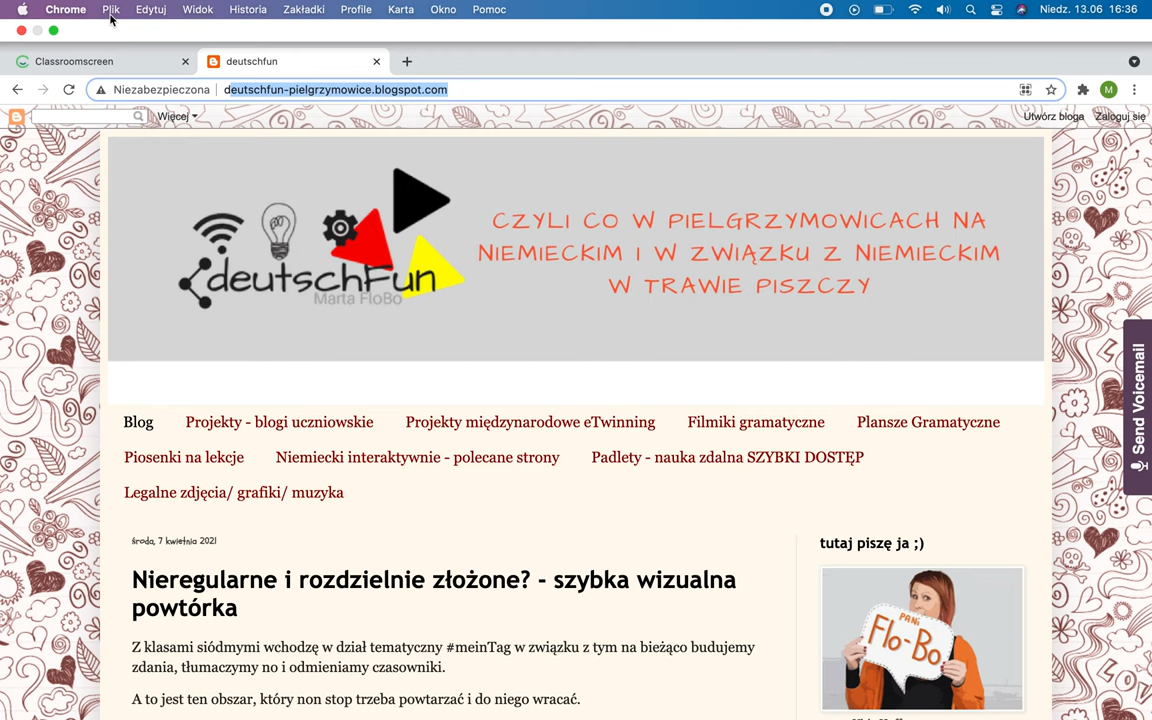 Chrome Plik Edytuj Widok Historia Zakładki Profile Karta Okno Pomoc Niedz. 13.06 16:36
Classroomscreen deutschfun
Niezabezpieczona deutschfun-pielgrzymowice.blogspot.com M
Więcej Utwórz bloga Zaloguj się
CZYLI CO W PIELGRZYMOWICACH NA
NIEMIECKIM I W ZWIĄZKU Z NIEMIECKIM
W TRAWIE PISZCZY
deutschFun
Marta FloBo
Send Voicemail
Blog Projekty - blogi uczniowskie Projekty międzynarodowe eTwinning Filmiki gramatyczne Plansze Gramatyczne
Piosenki na lekcje Niemiecki interaktywnie - polecane strony Padlety - nauka zdalna SZYBKI DOSTĘP
Legalne zdjęcia/ grafiki/ muzyka
środa, 7 kwietnia 2021
Nieregularne i rozdzielnie złożone? - szybka wizualna
powtórka
Z klasami siódmymi wchodzę w dział tematyczny #meinTag w związku z tym na bieżąco budujemy
zdania, tłumaczymy no i odmieniamy czasowniki.
A to jest ten obszar, który non stop trzeba powtarzać i do niego wracać.
tutaj piszę ja ;)
PANI
Flo-Bo